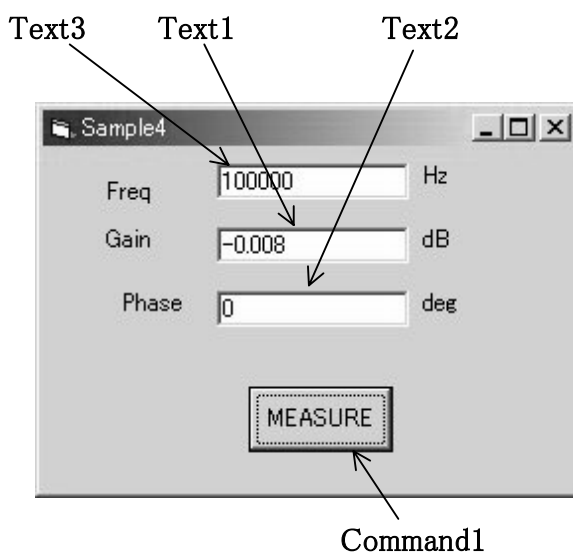 Text3 Text1 Text2
Sample4
Freq 100000 Hz
Gain -0.008 dB
Phase 0 deg
MEASURE
Command1